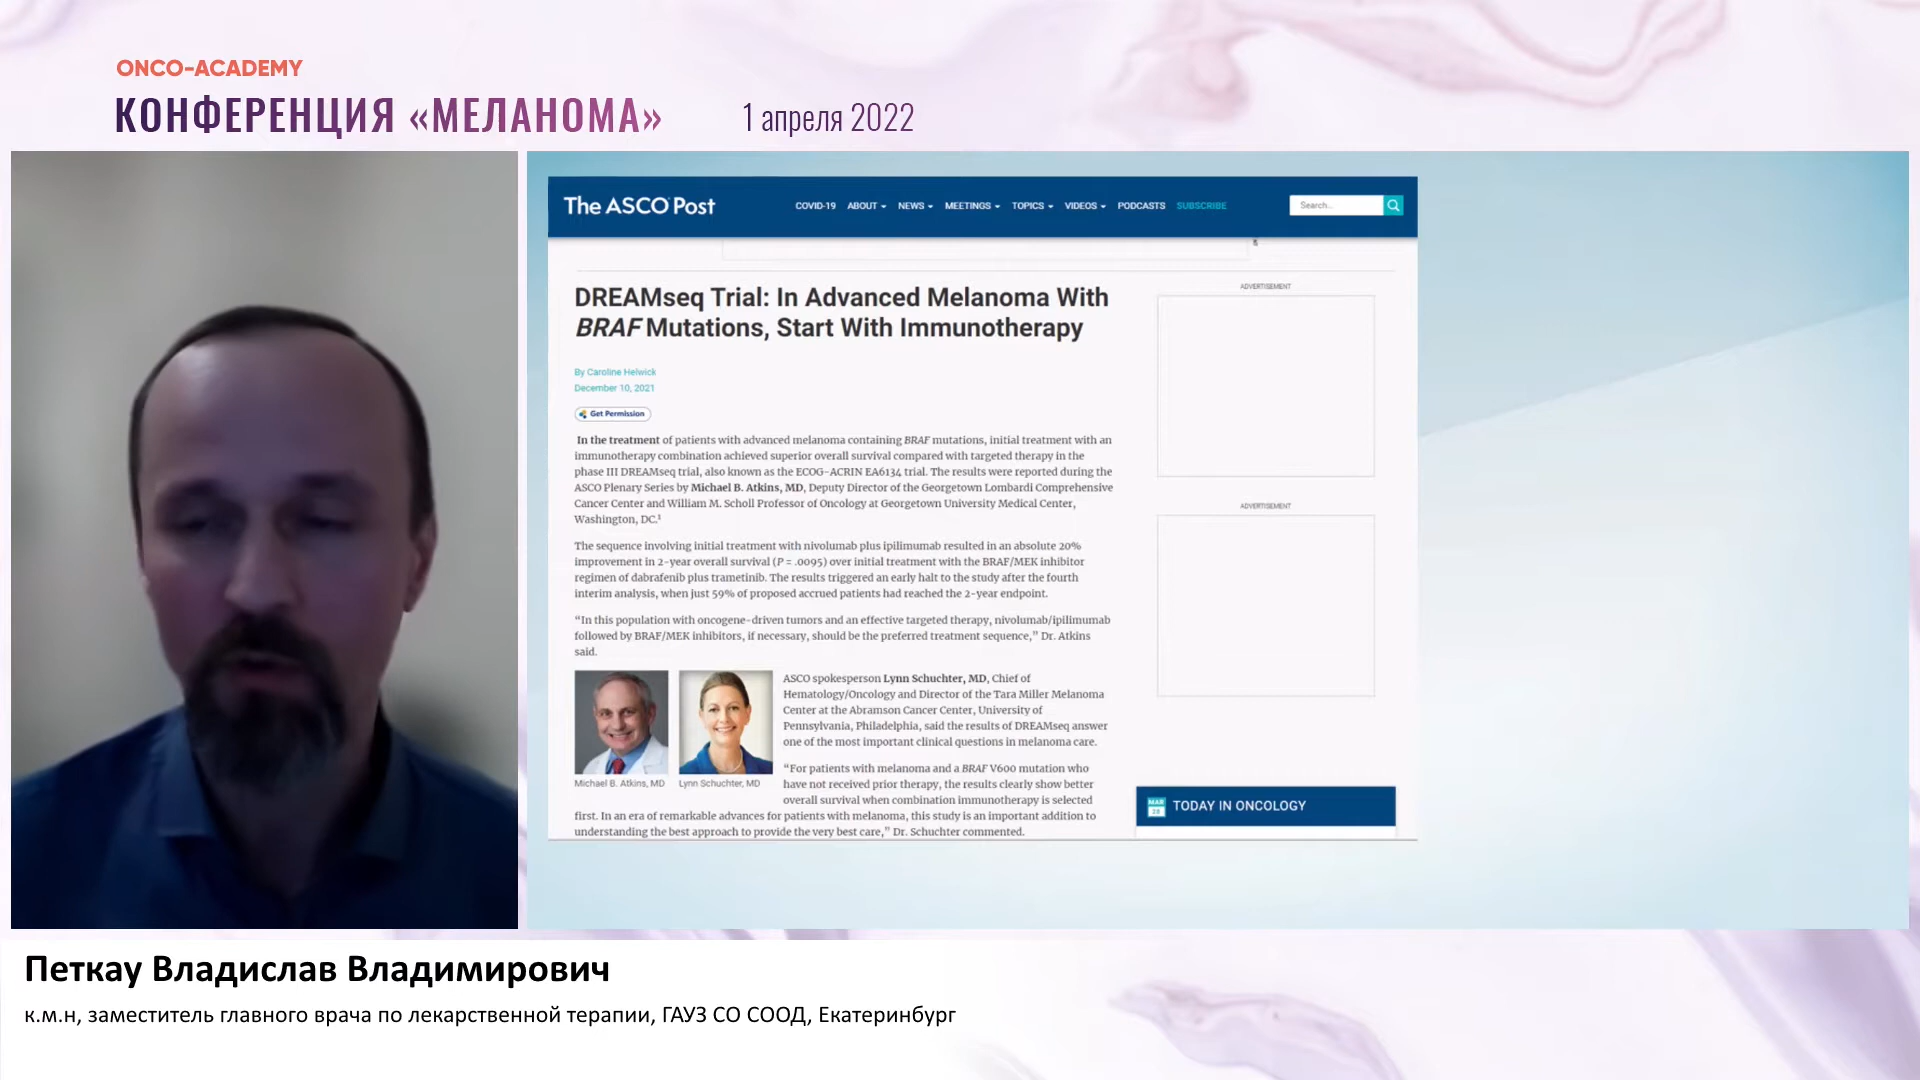 ONCO-ACADEMY
КОНФЕРЕНЦИЯ «МЕЛАНОМА»
1 апреля 2022
The ASCO Post
COVID-19 ABOUT NEWS MEETINGS TOPICS VIDEOS PODCASTS SUBSCRIBE
Search...
DREAMseq Trial: In Advanced Melanoma With
BRAF Mutations, Start With Immunotherapy
By Caroline Helwick
December 10, 2021
Get Permission
In the treatment of patients with advanced melanoma containing BRAF mutations, initial treatment with an
immunotherapy combination achieved superior overall survival compared with targeted therapy in the
phase III DREAMseq trial, also known as the ECOG-ACRIN EA6134 trial. The results were reported during the
ASCO Plenary Series by Michael B. Atkins, MD, Deputy Director of the Georgetown Lombardi Comprehensive
Cancer Center and William M. Scholl Professor of Oncology at Georgetown University Medical Center,
Washington, DC.¹
The sequence involving initial treatment with nivolumab plus ipilimumab resulted in an absolute 20%
improvement in 2-year overall survival (P = .0095) over initial treatment with the BRAF/MEK inhibitor
regimen of dabrafenib plus trametinib. The results triggered an early halt to the study after the fourth
interim analysis, when just 59% of proposed accrued patients had reached the 2-year endpoint.
“In this population with oncogene-driven tumors and an effective targeted therapy, nivolumab/ipilimumab
followed by BRAF/MEK inhibitors, if necessary, should be the preferred treatment sequence,” Dr. Atkins
said.
Michael B. Atkins, MD
Lynn Schuchter, MD
ASCO spokesperson Lynn Schuchter, MD, Chief of
Hematology/Oncology and Director of the Tara Miller Melanoma
Center at the Abramson Cancer Center, University of
Pennsylvania, Philadelphia, said the results of DREAMseq answer
one of the most important clinical questions in melanoma care.
“For patients with melanoma and a BRAF V600 mutation who
have not received prior therapy, the results clearly show better
overall survival when combination immunotherapy is selected
first. In an era of remarkable advances for patients with melanoma, this study is an important addition to
understanding the best approach to provide the very best care,” Dr. Schuchter commented.
ADVERTISEMENT
ADVERTISEMENT
MAR
28
TODAY IN ONCOLOGY
Петкау Владислав Владимирович
к.м.н, заместитель главного врача по лекарственной терапии, ГАУЗ СО СООД, Екатеринбург